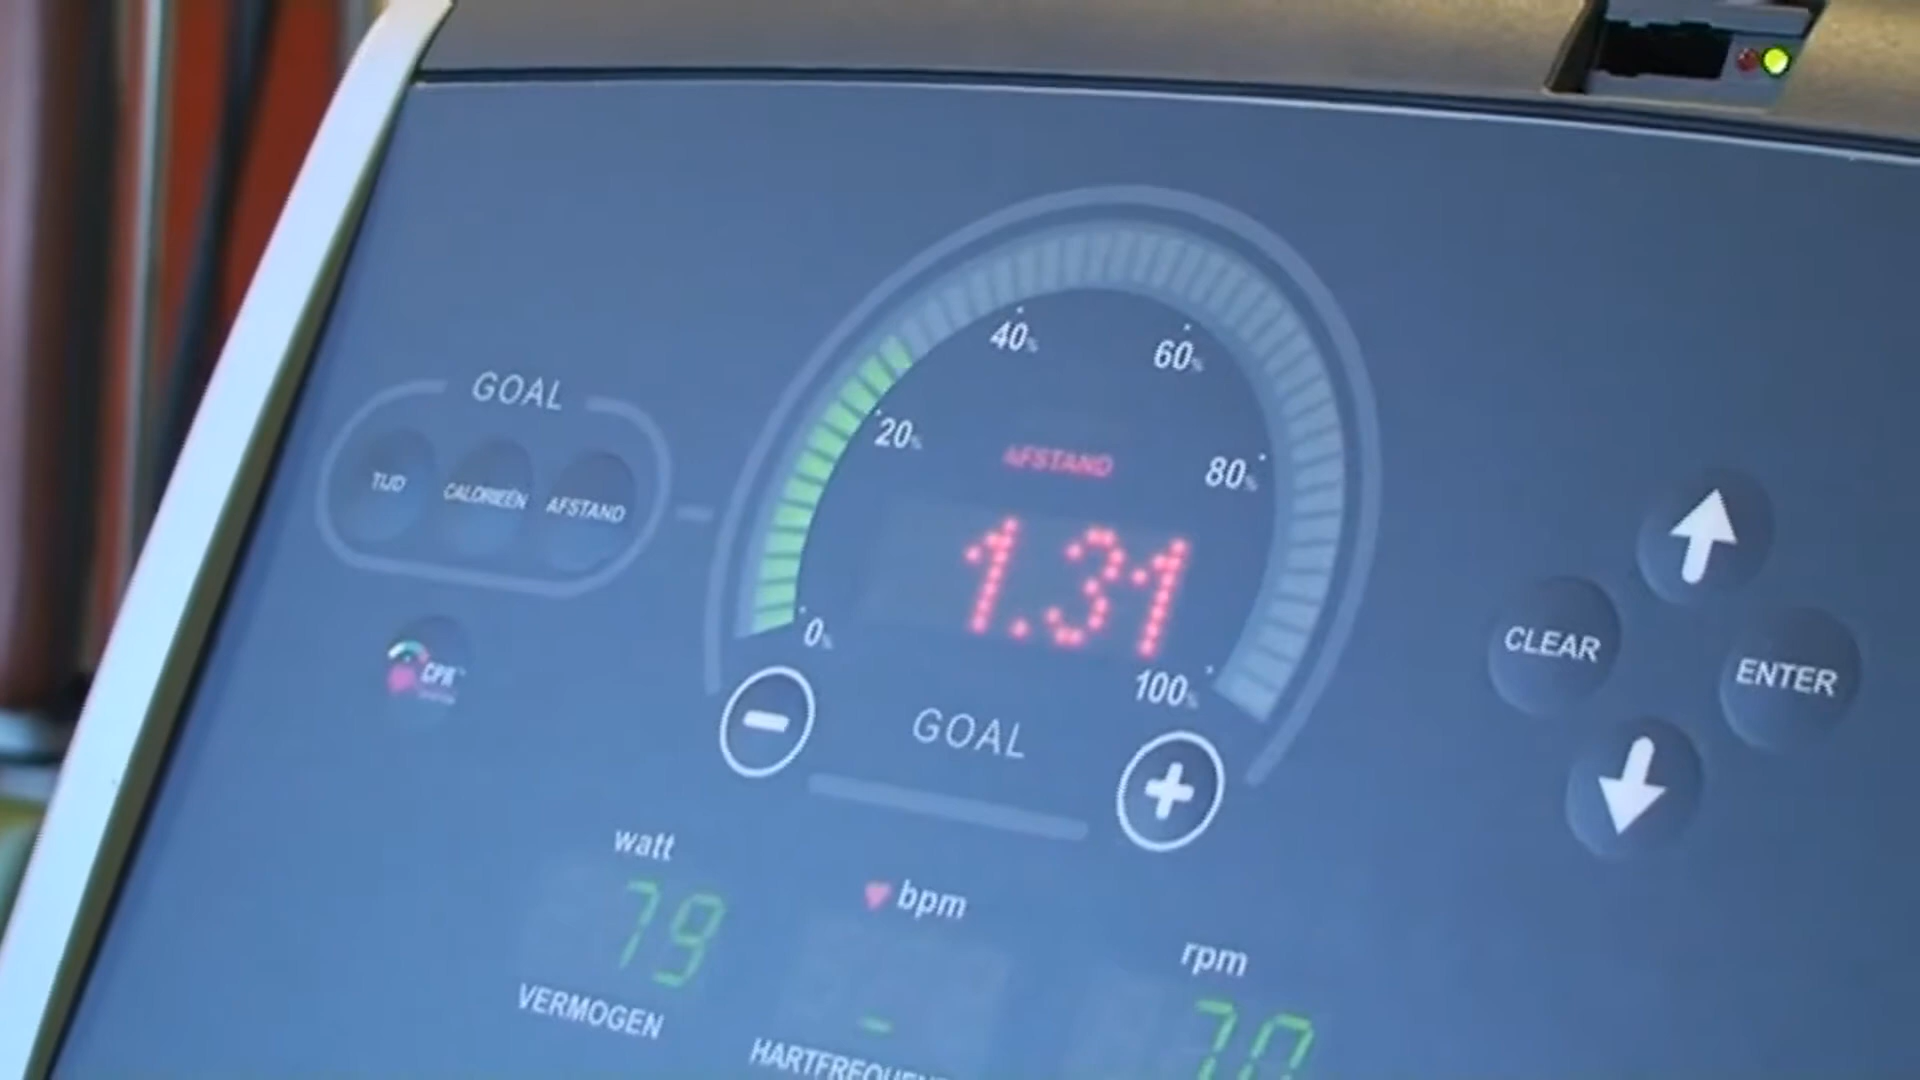 GOAL
TIJD
CALORIEËN
AFSTAND
CPR
0%
20%
40%
60%
80%
100%
AFSTAND
1.31
GOAL
CLEAR
ENTER
watt
79
VERMOGEN
bpm
-
rpm
70